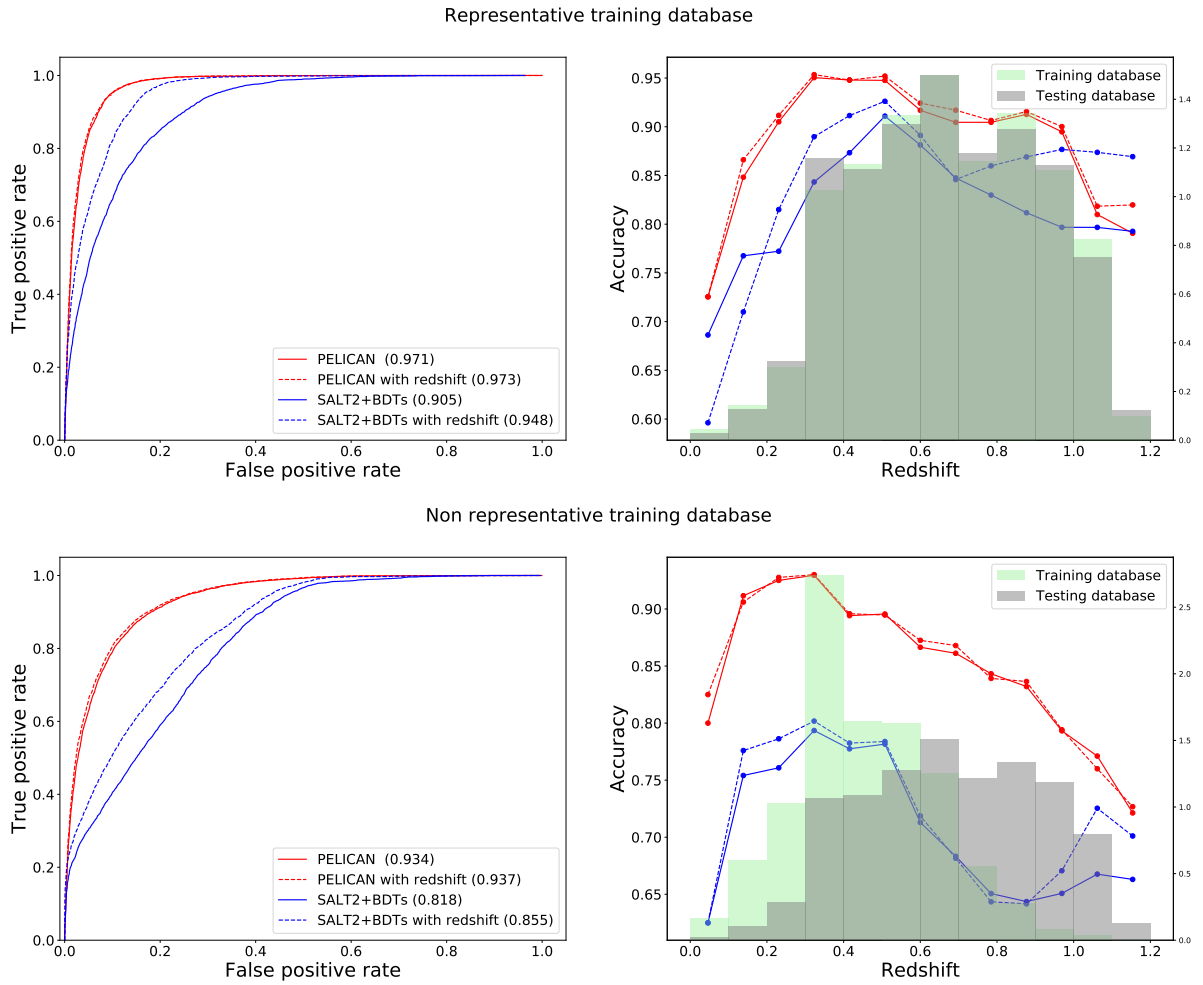 Representative training database
True positive rate
1.0
0.8
0.6
0.4
0.2
0.0
0.0 0.2 0.4 0.6 0.8 1.0
False positive rate
PELICAN (0.971)
PELICAN with redshift (0.973)
SALT2+BDTs (0.905)
SALT2+BDTs with redshift (0.948)
Accuracy
0.95
0.90
0.85
0.80
0.75
0.70
0.65
0.60
0.0 0.2 0.4 0.6 0.8 1.0 1.2
Redshift
Training database
Testing database
1.4
1.2
1.0
0.8
0.6
0.4
0.2
0.0
Non representative training database
True positive rate
1.0
0.8
0.6
0.4
0.2
0.0
0.0 0.2 0.4 0.6 0.8 1.0
False positive rate
PELICAN (0.934)
PELICAN with redshift (0.937)
SALT2+BDTs (0.818)
SALT2+BDTs with redshift (0.855)
Accuracy
0.90
0.85
0.80
0.75
0.70
0.65
0.0 0.2 0.4 0.6 0.8 1.0 1.2
Redshift
Training database
Testing database
2.5
2.0
1.5
1.0
0.5
0.0